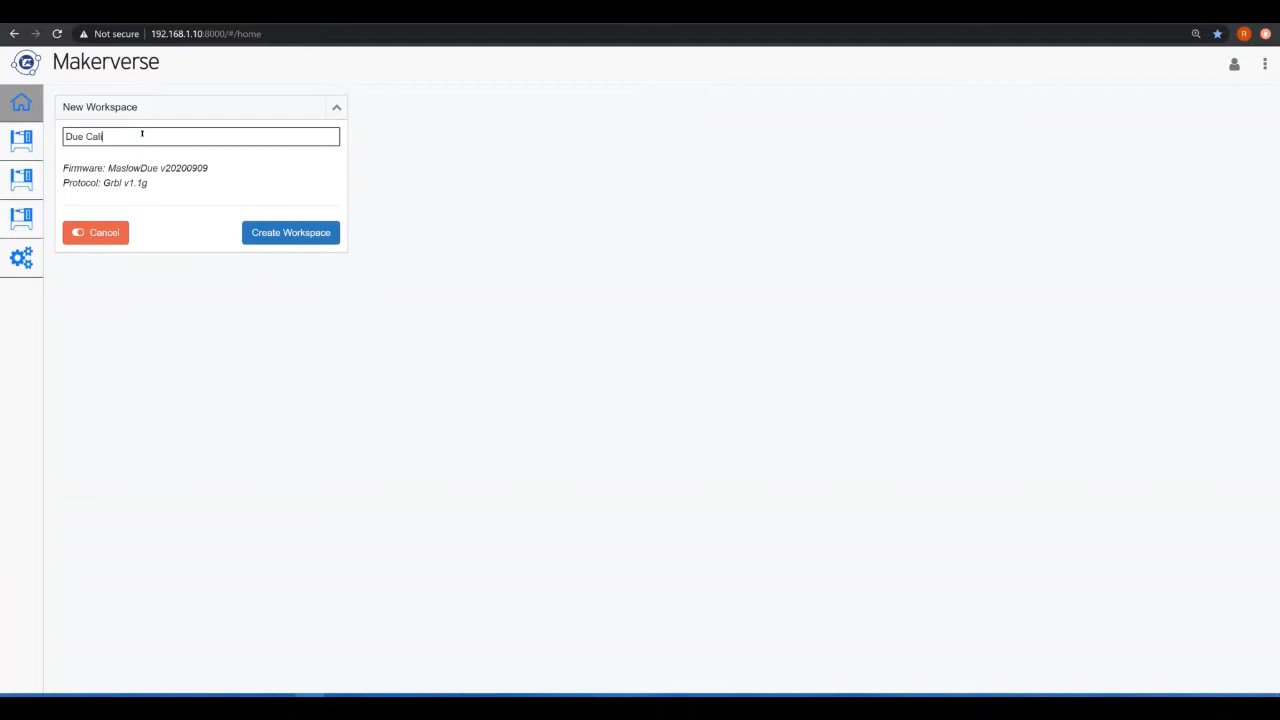 Not secure 192.168.1.10:8000/#/home
R
Makerverse
New Workspace
Due Cali
Firmware: MaslowDue v20200909
Protocol: Grbl v1.1g
Cancel Create Workspace